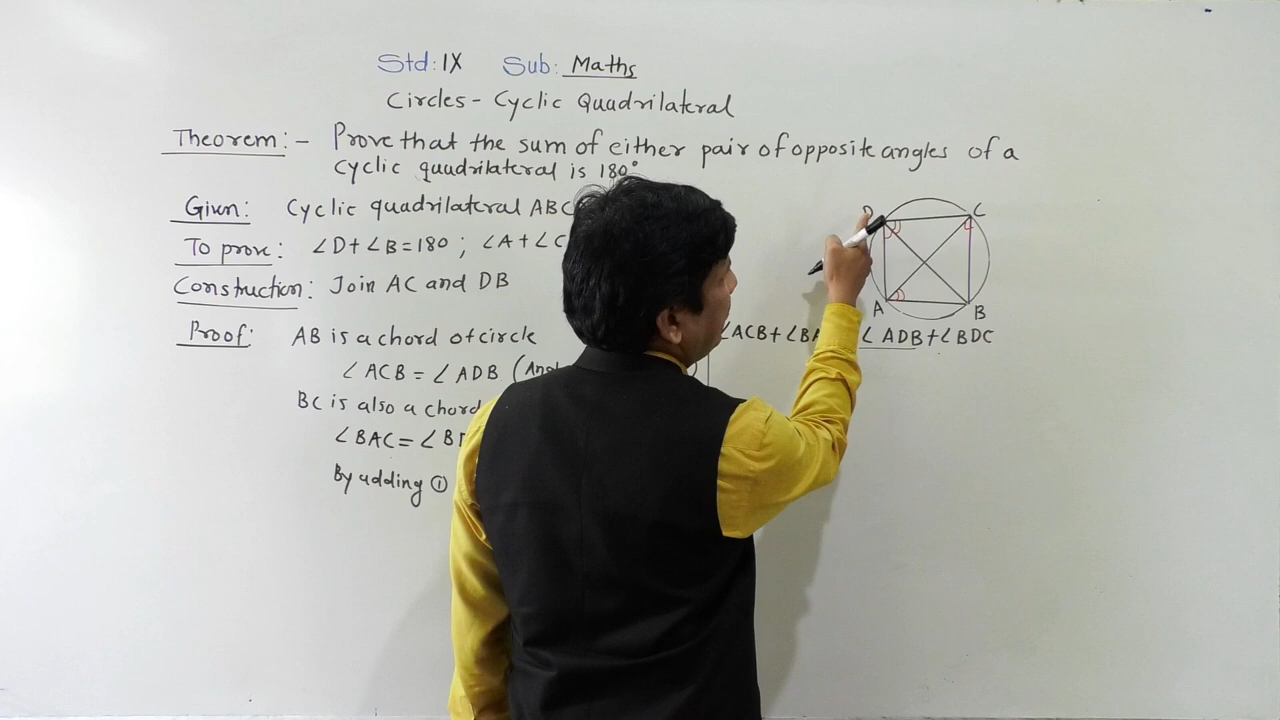 Std: IX Sub: Maths
Circles - Cyclic Quadrilateral
Theorem: - Prove that the sum of either pair of opposite angles of a
cyclic quadrilateral is 180°
Given: Cyclic quadrilateral ABC
To prove: ∠D+∠B=180 ; ∠A+∠C
Construction: Join AC and DB
Proof: AB is a chord of circle
∠ACB = ∠ADB (
BC is also a chord
∠BAC = ∠B
By adding ①
D C
A B
∠ACB+∠BA ∠ADB+∠BDC